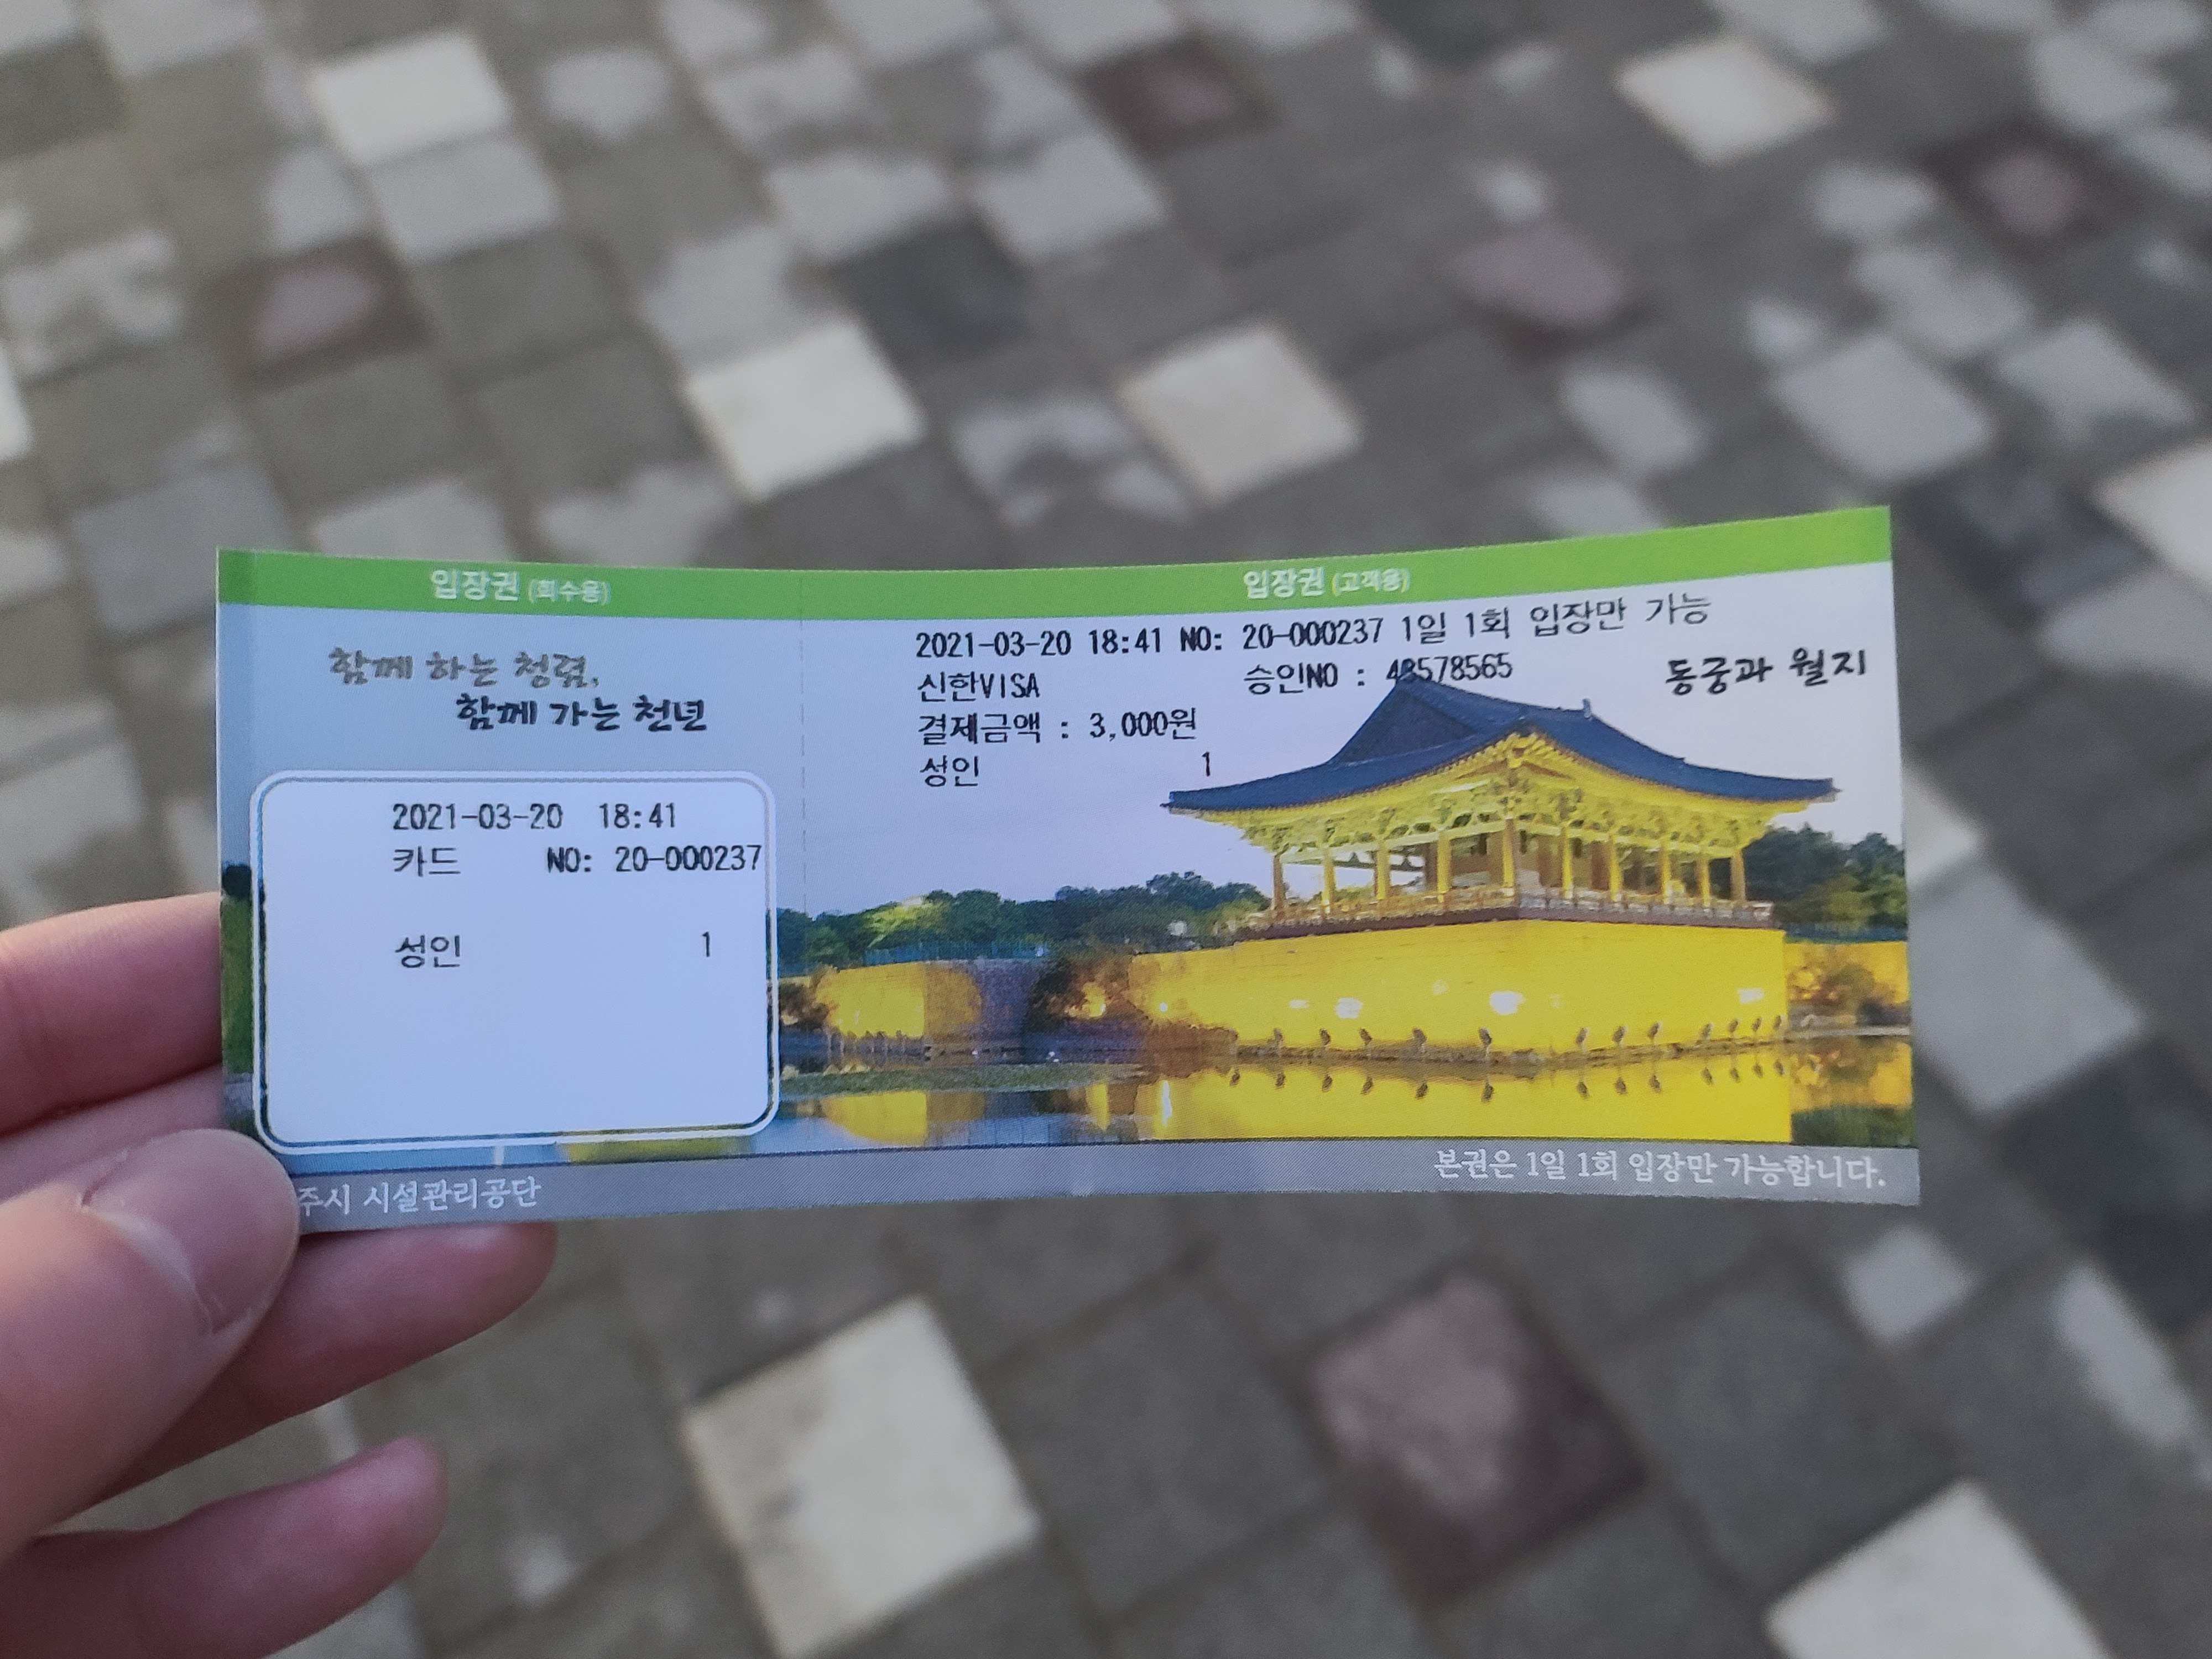 입장권 (회수용)
함께 하는 청렴,
함께 가는 천년
2021-03-20 18:41
카드 NO: 20-000237
성인 1
주시 시설관리공단
입장권 (고객용)
2021-03-20 18:41 NO: 20-000237 1일 1회 입장만 가능
신한VISA 승인NO : 48578565
동궁과 월지
결제금액 : 3,000원
성인 1
본권은 1일 1회 입장만 가능합니다.